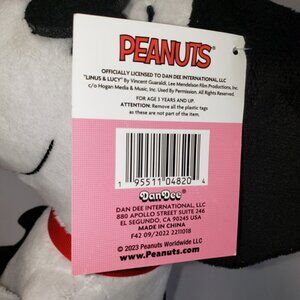 PEANUTS®
OFFICIALLY LICENSED TO DAN DEE INTERNATIONAL, LLC
"LINUS & LUCY" By Vincent Guaraldi, Lee Mendelson Film Productions, Inc.
c/o Hogan Media & Music, Inc. Used By Permission. All Rights Reserved.
FOR AGE 3 YEARS AND UP.
ATTENTION: Remove all the plastic tags
as these are not part of the item.
1 95511 04820 4
DanDee®
DAN DEE INTERNATIONAL, LLC
880 APOLLO STREET SUITE 246
EL SEGUNDO, CA 90245 USA
MADE IN CHINA
F42 09/2022 2211018
© 2023 Peanuts Worldwide LLC
www.Peanuts.com